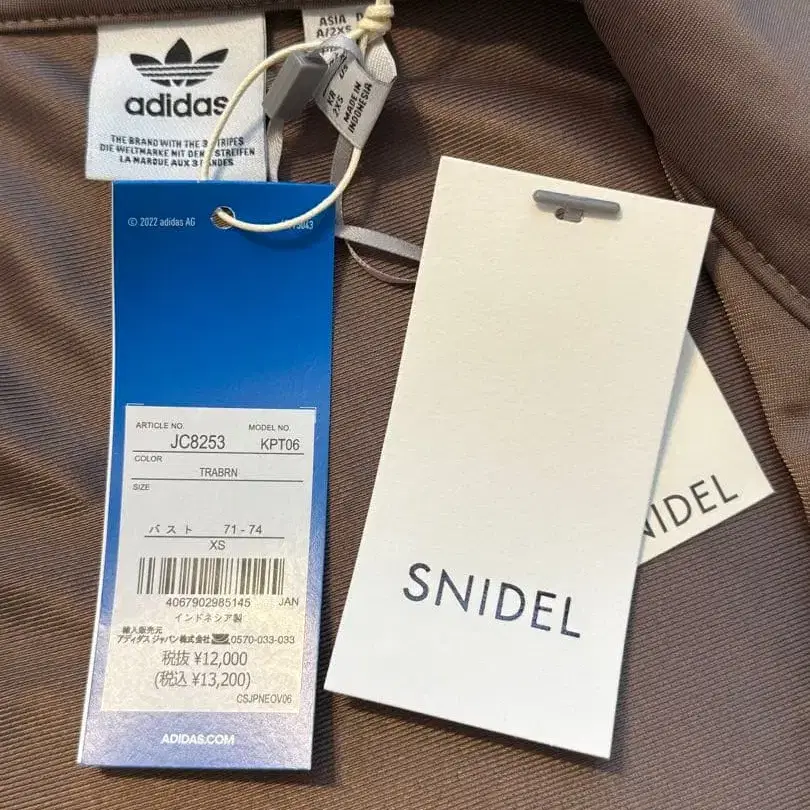 adidas
THE BRAND WITH THE 3 STRIPES
DIE WELTMARKE MIT DEN STREIFEN
LA MARQUE AUX 3 BANDES
ASIA
A/2XS
US
KR
2XS
MADE IN
INDONESIA
© 2022 adidas AG
ARTICLE NO.
MODEL NO.
JC8253
KPT06
COLOR
TRABRN
SIZE
バスト 71-74
XS
4067902985145 JAN
インドネシア製
輸入販売元
アディダス ジャパン株式会社 0570-033-033
税抜 ¥12,000
(税込 ¥13,200)
CSJPNEOV06
ADIDAS.COM
SNIDEL
NIDEL